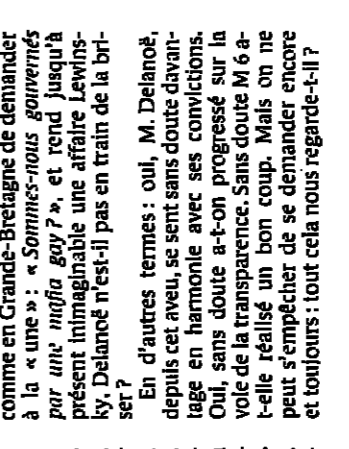 comme en Grande-Bretagne de demander
à la « une » : « Sommes-nous gouvernés
par une mafia gay ? », et rend jusqu'à
présent inimaginable une affaire Lewins-
ky. Delanoë n'est-il pas en train de la bri-
ser ?
En d'autres termes : oui, M. Delanoë,
depuis cet aveu, se sent sans doute davan-
tage en harmonie avec ses convictions.
Oui, sans doute a-t-on progressé sur la
voie de la transparence. Sans doute M 6 a-
t-elle réalisé un bon coup. Mais on ne
peut s'empêcher de se demander encore
et toujours : tout cela nous regarde-t-il ?